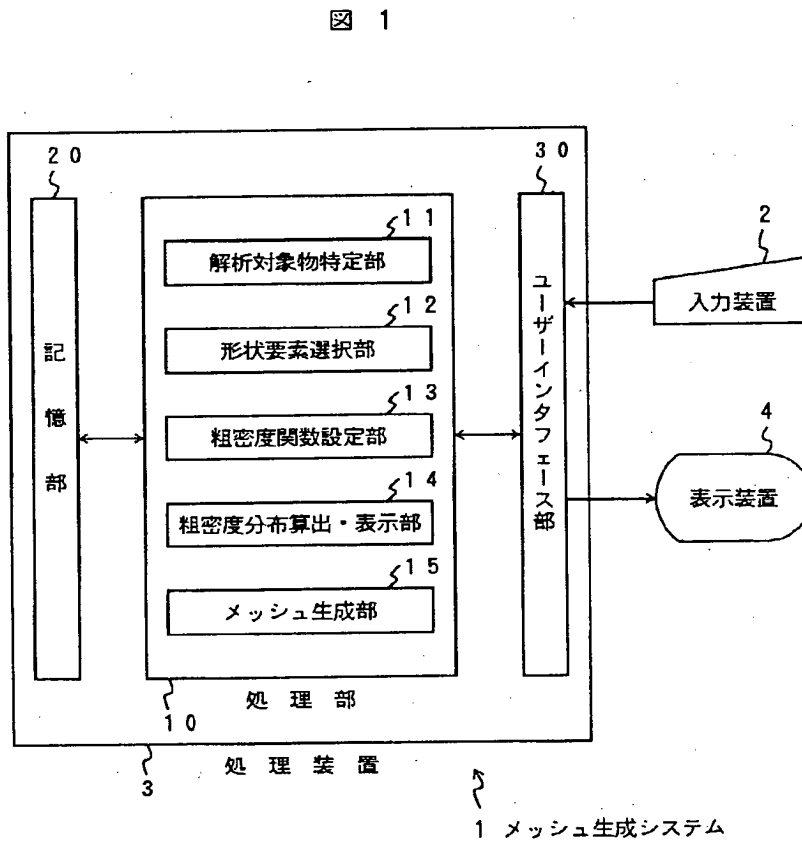 図 1
20
30
11
解析対象物特定部
2
入力装置
12
形状要素選択部
記憶部
ユーザーインタフェース部
13
粗密度関数設定部
4
表示装置
14
粗密度分布算出・表示部
15
メッシュ生成部
処理部
10
処理装置
3
1 メッシュ生成システム